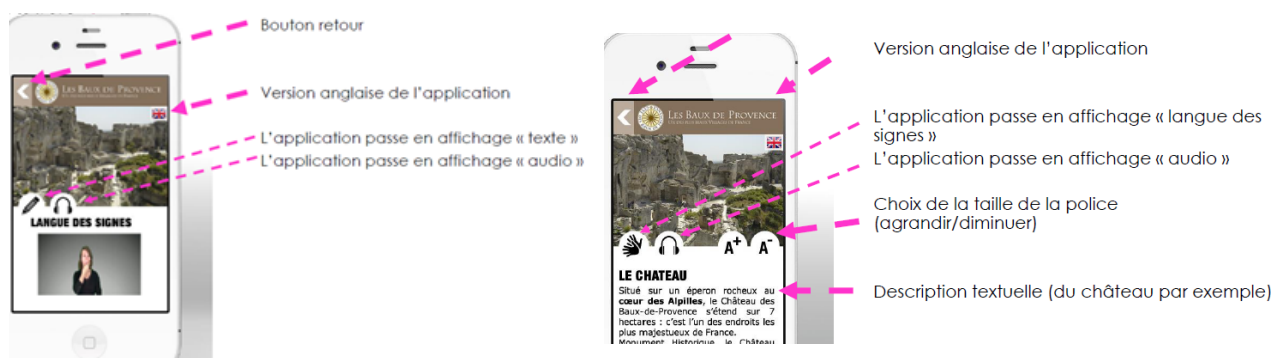 Bouton retour
LES BAUX DE PROVENCE
Version anglaise de l'application
L'application passe en affichage « texte »
L'application passe en affichage « audio »
LANGUE DES SIGNES
Version anglaise de l'application
LES BAUX DE PROVENCE
L'application passe en affichage « langue des
signes »
L'application passe en affichage « audio »
Choix de la taille de la police
(agrandir/diminuer)
A+ A-
LE CHATEAU
Situé sur un éperon rocheux au
cœur des Alpilles, le Château des
Baux-de-Provence s'étend sur 7
hectares : c'est l'un des endroits les
plus majestueux de France.
Monument Historique, le Château
Description textuelle (du château par exemple)